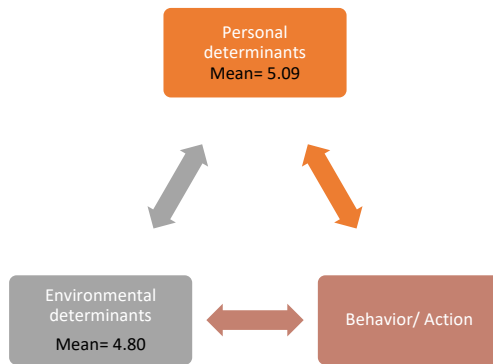 Personal
determinants
Mean= 5.09
Environmental
determinants
Mean= 4.80
Behavior/ Action